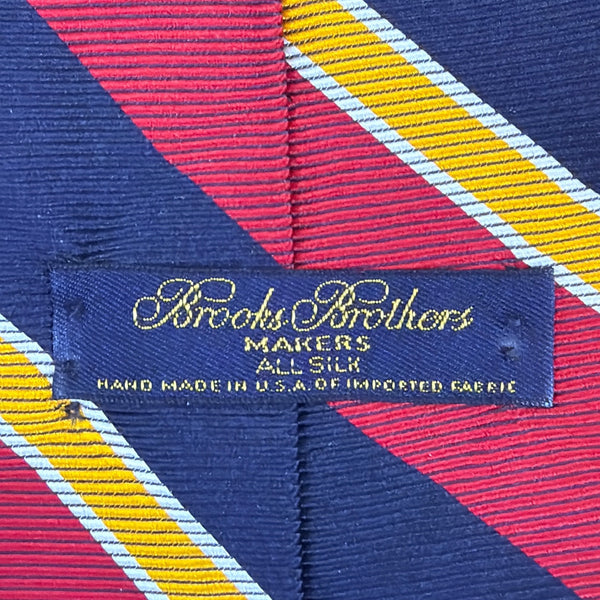 Brooks Brothers
MAKERS
ALL SILK
HAND MADE IN U.S.A. OF IMPORTED FABRIC